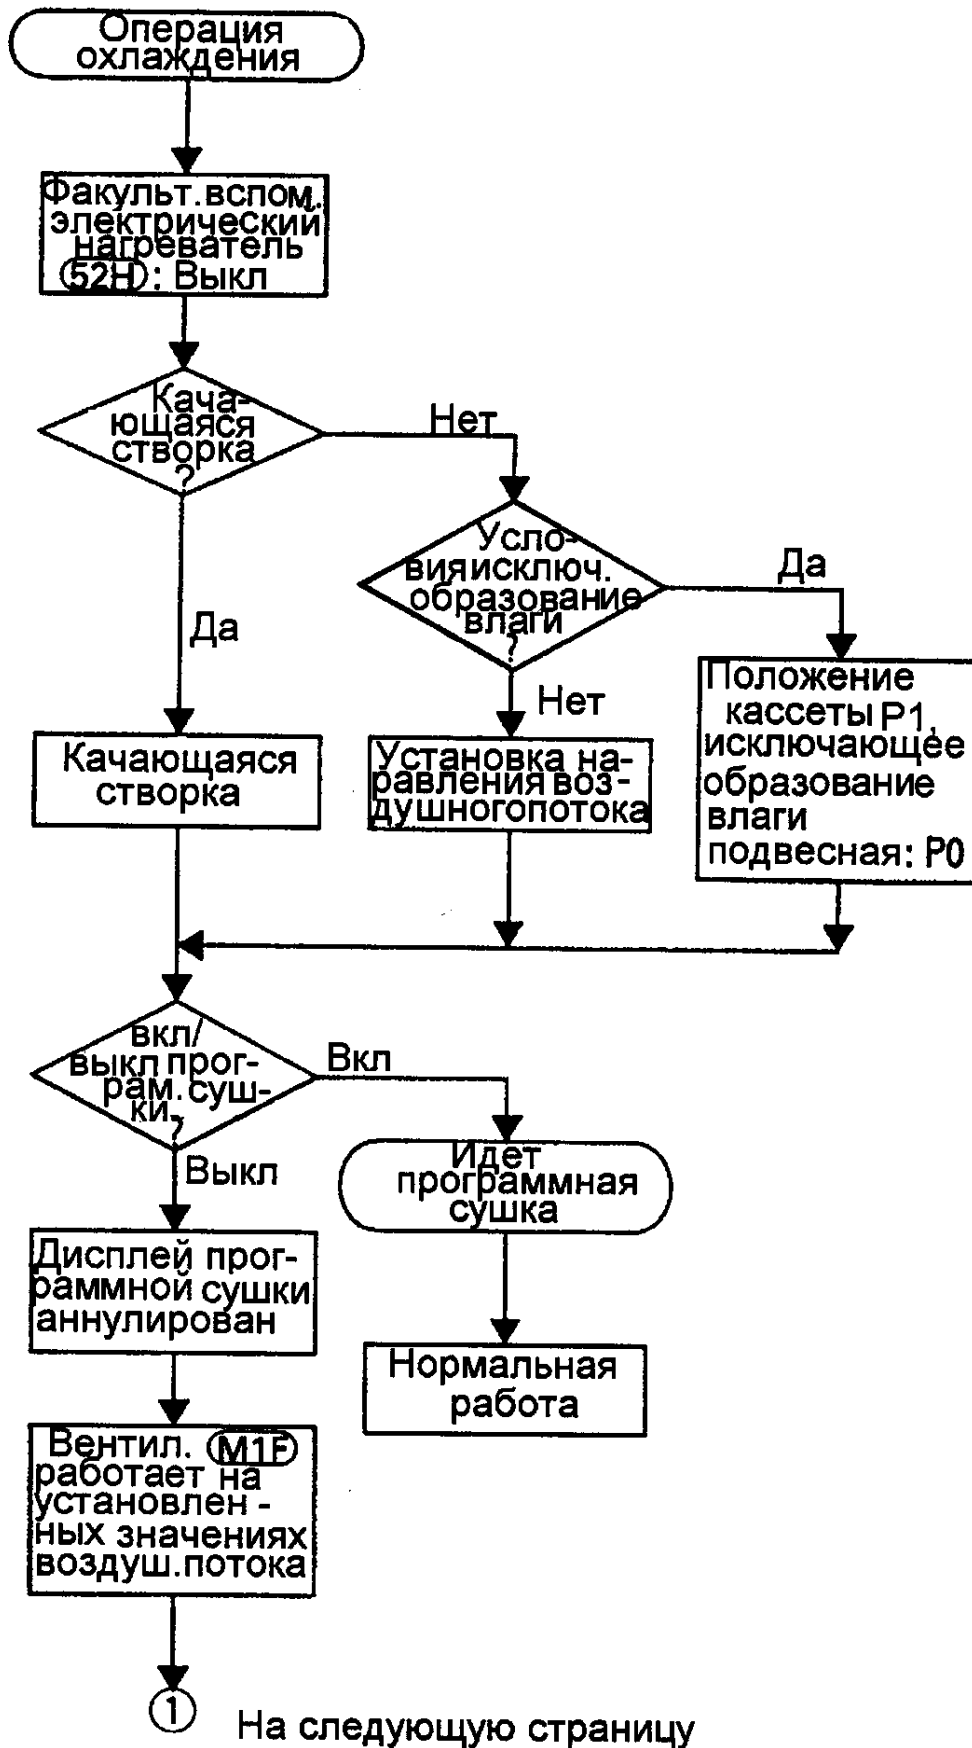 Операция
охлаждения
Факульт.вспом.
электрический
нагреватель
52H: Выкл
Кача-
ющаяся
створка
?
Нет
Усло-
вияисключ.
образование
влаги
?
Да
Да
Нет
Положение
кассеты P1,
исключающее
образование
влаги
подвесная: P0
Качающаяся
створка
Установка на-
равления воз-
душногопотока
вкл/
выкл прог-
рам. суш-
ки
?
Вкл
Выкл
Идет
программная
сушка
Дисплей прог-
раммной сушки
аннулирован
Нормальная
работа
Вентил. M1F
работает на
установлен -
ных значениях
воздуш.потока
1
На следующую страницу